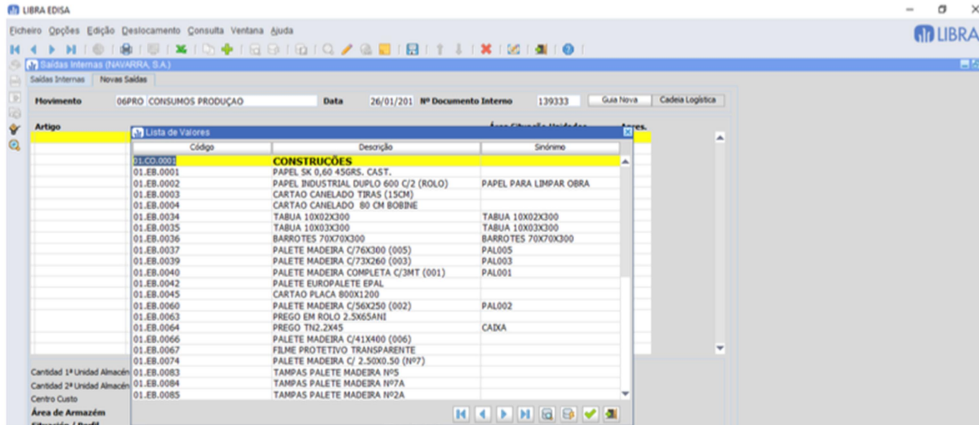 LIBRA EDISA
Ficheiro Opções Edição Deslocamento Consulta Ventana Ajuda
LIBRA
Saídas Internas (NAVARRA, S.A.)
Saídas Internas Novas Saídas
Movimento 06PRO CONSUMOS PRODUÇAO Data 26/01/201 Nº Documento Interno 139333 Guia Nova Cadeia Logística
Artigo
Lista de Valores
Código Descrição Sinónimo
01.CO.0001 CONSTRUCÕES
01.EB.0001 PAPEL SK 0,60 45GRS. CAST.
01.EB.0002 PAPEL INDUSTRIAL DUPLO 600 C/2 (ROLO) PAPEL PARA LIMPAR OBRA
01.EB.0003 CARTAO CANELADO TIRAS (15CM)
01.EB.0004 CARTAO CANELADO 80 CM BOBINE
01.EB.0034 TABUA 10X02X300 TABUA 10X02X300
01.EB.0035 TABUA 10X03X300 TABUA 10X03X300
01.EB.0036 BARROTES 70X70X300 BARROTES 70X70X300
01.EB.0037 PALETE MADEIRA C/76X300 (005) PAL005
01.EB.0039 PALETE MADEIRA C/73X260 (003) PAL003
01.EB.0040 PALETE MADEIRA COMPLETA C/3MT (001) PAL001
01.EB.0042 PALETE EUROPALETE EPAL
01.EB.0045 CARTAO PLACA 800X1200
01.EB.0060 PALETE MADEIRA C/56X250 (002) PAL002
01.EB.0063 PREGO EM ROLO 2.5X65ANI
01.EB.0064 PREGO TN2.2X45 CAIXA
01.EB.0066 PALETE MADEIRA C/41X400 (006)
01.EB.0067 FILME PROTETIVO TRANSPARENTE
01.EB.0074 PALETE MADEIRA C/ 2.50X0.50 (Nº7)
01.EB.0083 TAMPAS PALETE MADEIRA Nº5
01.EB.0084 TAMPAS PALETE MADEIRA Nº7A
01.EB.0085 TAMPAS PALETE MADEIRA Nº2A
Cantidad 1ª Unidad Almacén
Cantidad 2ª Unidad Almacén
Centro Custo
Área de Armazém